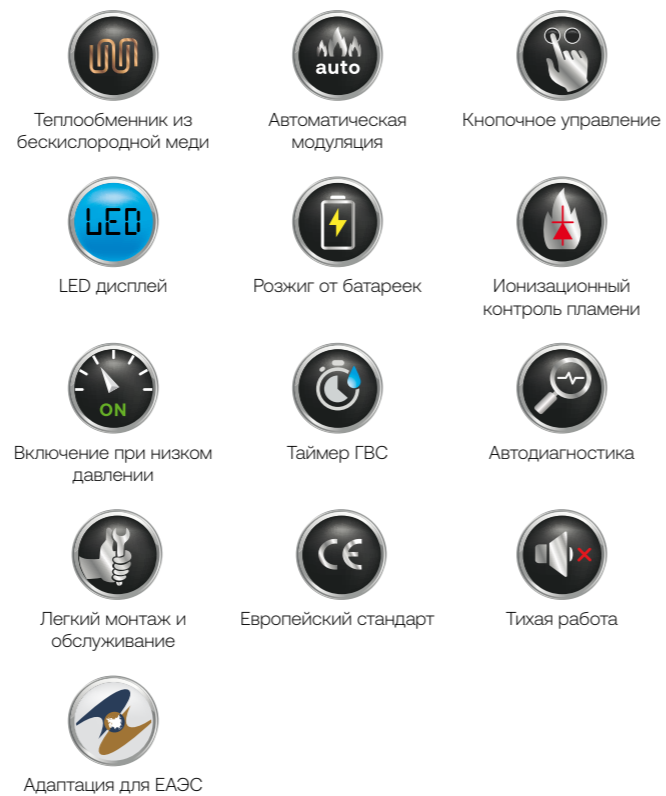 auto
Теплообменник из
бескислородной меди
Автоматическая
модуляция
Кнопочное управление
LED
LED дисплей
Розжиг от батареек
Ионизационный
контроль пламени
ON
Включение при низком
давлении
Таймер ГВС
Автодиагностика
Легкий монтаж и
обслуживание
CE
Европейский стандарт
Тихая работа
Адаптация для ЕАЭС